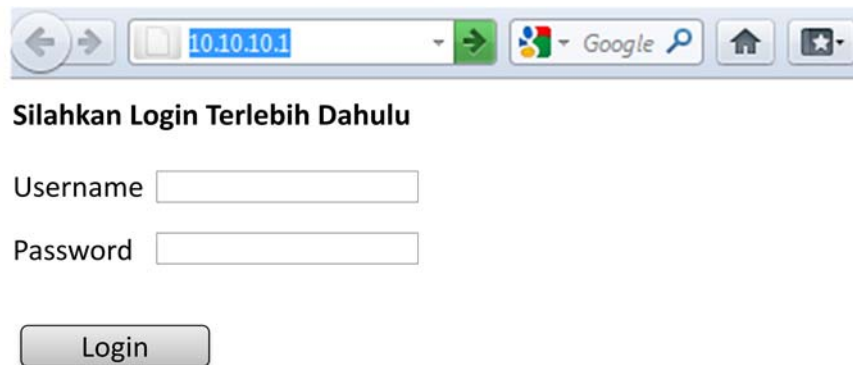 10.10.10.1
Google
Silahkan Login Terlebih Dahulu
Username
Password
Login